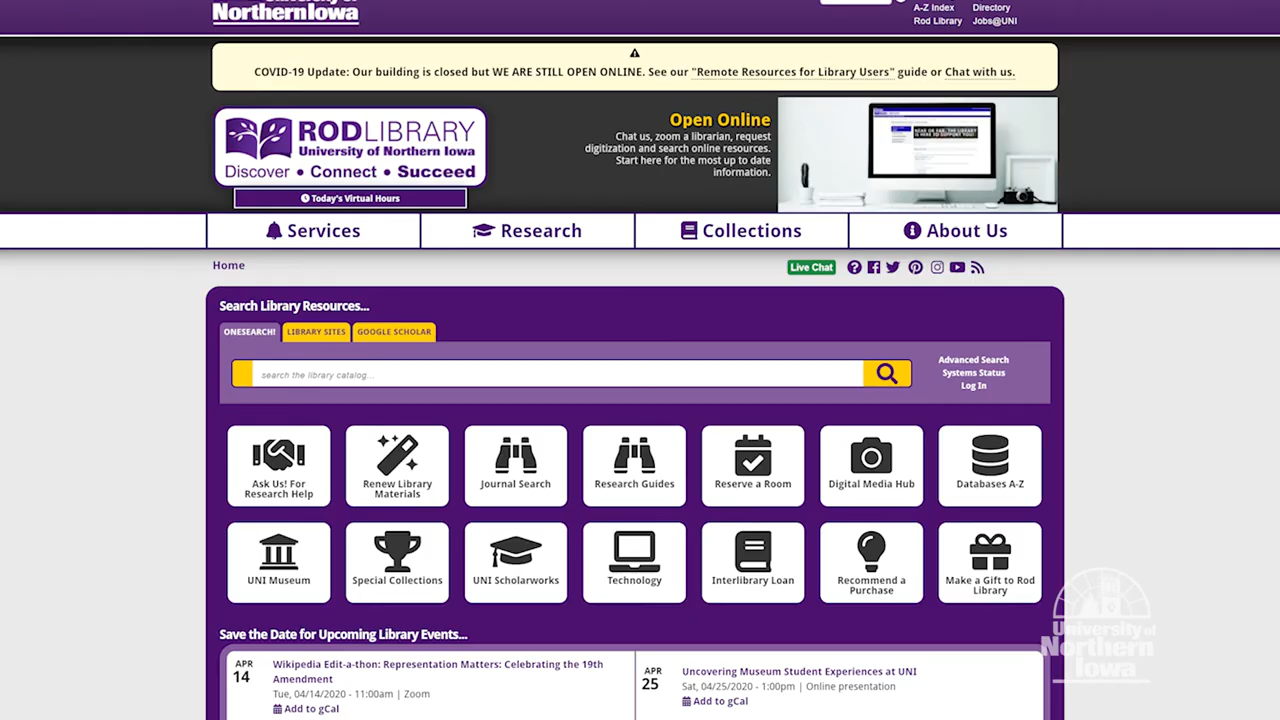 NorthernIowa
A-Z Index
Directory
Rod Library
Jobs@UNI
COVID-19 Update: Our building is closed but WE ARE STILL OPEN ONLINE. See our "Remote Resources for Library Users" guide or Chat with us.
RODLIBRARY
University of Northern Iowa
Discover • Connect • Succeed
Today's Virtual Hours
Open Online
Chat us, zoom a librarian, request
digitization and search online resources.
Start here for the most up to date
information.
Services
Research
Collections
About Us
Home
Live Chat
Search Library Resources...
ONESEARCH!
LIBRARY SITES
GOOGLE SCHOLAR
search the library catalog...
Advanced Search
Systems Status
Log In
Ask Us! For
Research Help
Renew Library
Materials
Journal Search
Research Guides
Reserve a Room
Digital Media Hub
Databases A-Z
UNI Museum
Special Collections
UNI Scholarworks
Technology
Interlibrary Loan
Recommend a
Purchase
Make a Gift to Rod
Library
Save the Date for Upcoming Library Events...
APR
14
Wikipedia Edit-a-thon: Representation Matters: Celebrating the 19th
Amendment
Tue, 04/14/2020 - 11:00am | Zoom
Add to gCal
APR
25
Uncovering Museum Student Experiences at UNI
Sat, 04/25/2020 - 1:00pm | Online presentation
Add to gCal
University of
Northern
Iowa